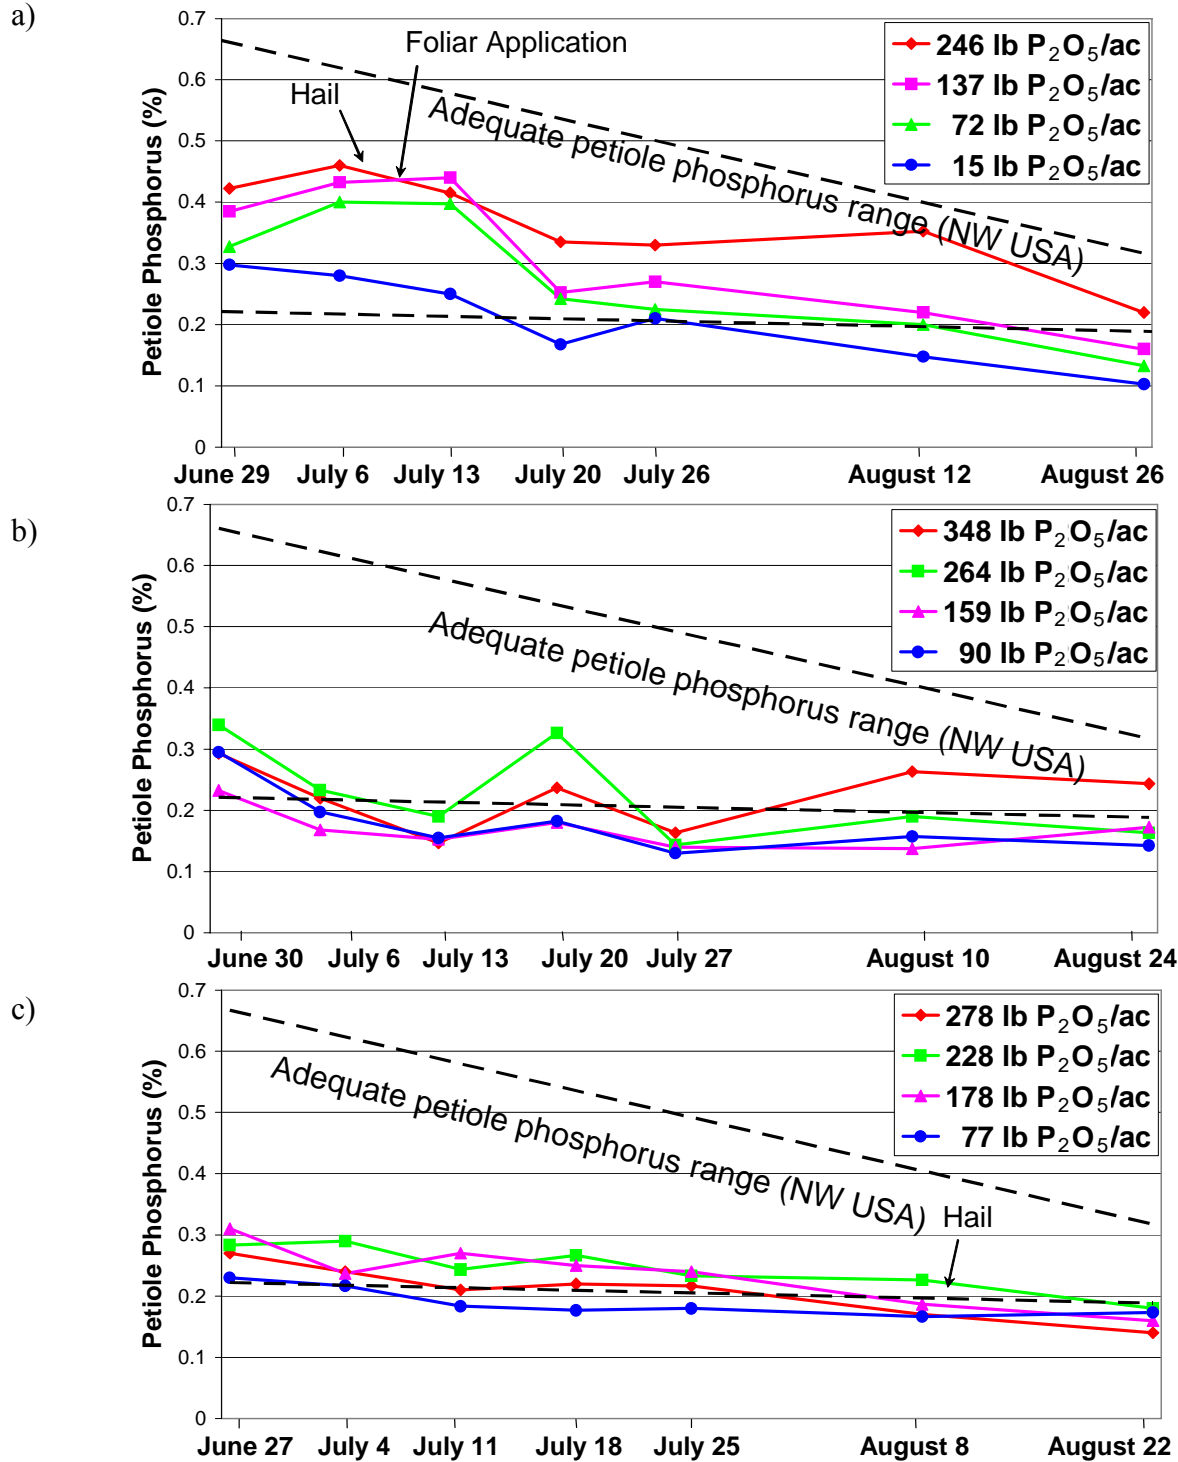 a)
0.7
0.6
0.5
0.4
0.3
0.2
0.1
0
Petiole Phosphorus (%)
Foliar Application
Hail
Adequate petiole phosphorus range (NW USA)
246 lb P2O5/ac
137 lb P2O5/ac
72 lb P2O5/ac
15 lb P2O5/ac
June 29 July 6 July 13 July 20 July 26 August 12 August 26
b)
0.7
0.6
0.5
0.4
0.3
0.2
0.1
0
Petiole Phosphorus (%)
Adequate petiole phosphorus range (NW USA)
348 lb P2O5/ac
264 lb P2O5/ac
159 lb P2O5/ac
90 lb P2O5/ac
June 30 July 6 July 13 July 20 July 27 August 10 August 24
c)
0.7
0.6
0.5
0.4
0.3
0.2
0.1
0
Petiole Phosphorus (%)
Adequate petiole phosphorus range (NW USA)
Hail
278 lb P2O5/ac
228 lb P2O5/ac
178 lb P2O5/ac
77 lb P2O5/ac
June 27 July 4 July 11 July 18 July 25 August 8 August 22